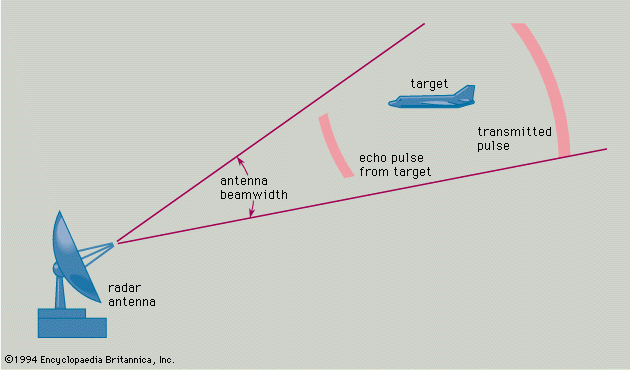 target
transmitted
pulse
echo pulse
from target
antenna
beamwidth
radar
antenna
©1994 Encyclopaedia Britannica, Inc.